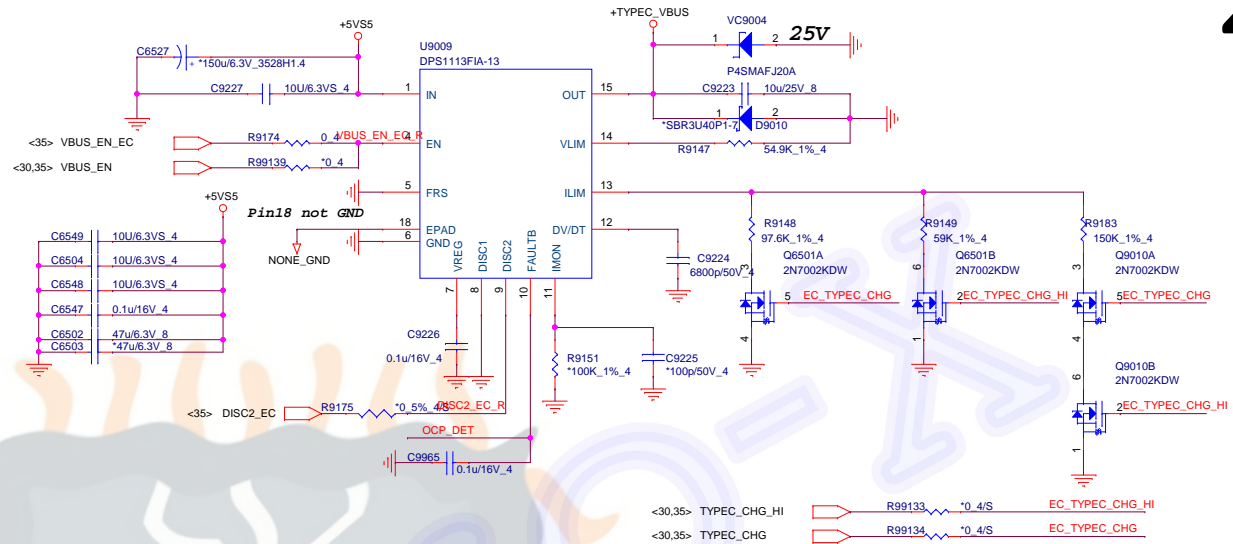 +5VS5
C6527
*150u/6.3V_3528H1.4
+
C9227
10U/6.3VS_4
U9009
DPS1113FIA-13
1
IN
4
EN
5
FRS
18
EPAD
6
GND
VREG
DISC1
DISC2
FAULTB
IMON
7
8
9
10
11
OUT
15
VLIM
14
ILIM
13
DV/DT
12
<35> VBUS_EN_EC
R9174
0_4
VBUS_EN_EC_R
<30,35> VBUS_EN
R99139
*0_4
+5VS5
Pin18 not GND
NONE_GND
C6549
10U/6.3VS_4
C6504
10U/6.3VS_4
C6548
10U/6.3VS_4
C6547
0.1u/16V_4
C6502
47u/6.3V_8
C6503
*47u/6.3V_8
+TYPEC_VBUS
VC9004
1
2
25V
P4SMAFJ20A
C9223
10u/25V_8
1
2
*SBR3U40P1-7
D9010
R9147
54.9K_1%_4
C9224
6800p/50V_4
C9226
0.1u/16V_4
R9151
*100K_1%_4
C9225
*100p/50V_4
<35> DISC2_EC
R9175
*0_5%_4/S
DISC2_EC_R
OCP_DET
C9965
0.1u/16V_4
R9148
97.6K_1%_4
Q6501A
2N7002KDW
3
5
EC_TYPEC_CHG
4
R9149
59K_1%_4
Q6501B
2N7002KDW
6
2
EC_TYPEC_CHG_HI
1
R9183
150K_1%_4
Q9010A
2N7002KDW
3
5
EC_TYPEC_CHG
4
Q9010B
2N7002KDW
6
2
EC_TYPEC_CHG_HI
1
<30,35> TYPEC_CHG_HI
R99133
*0_4/S
EC_TYPEC_CHG_HI
<30,35> TYPEC_CHG
R99134
*0_4/S
EC_TYPEC_CHG